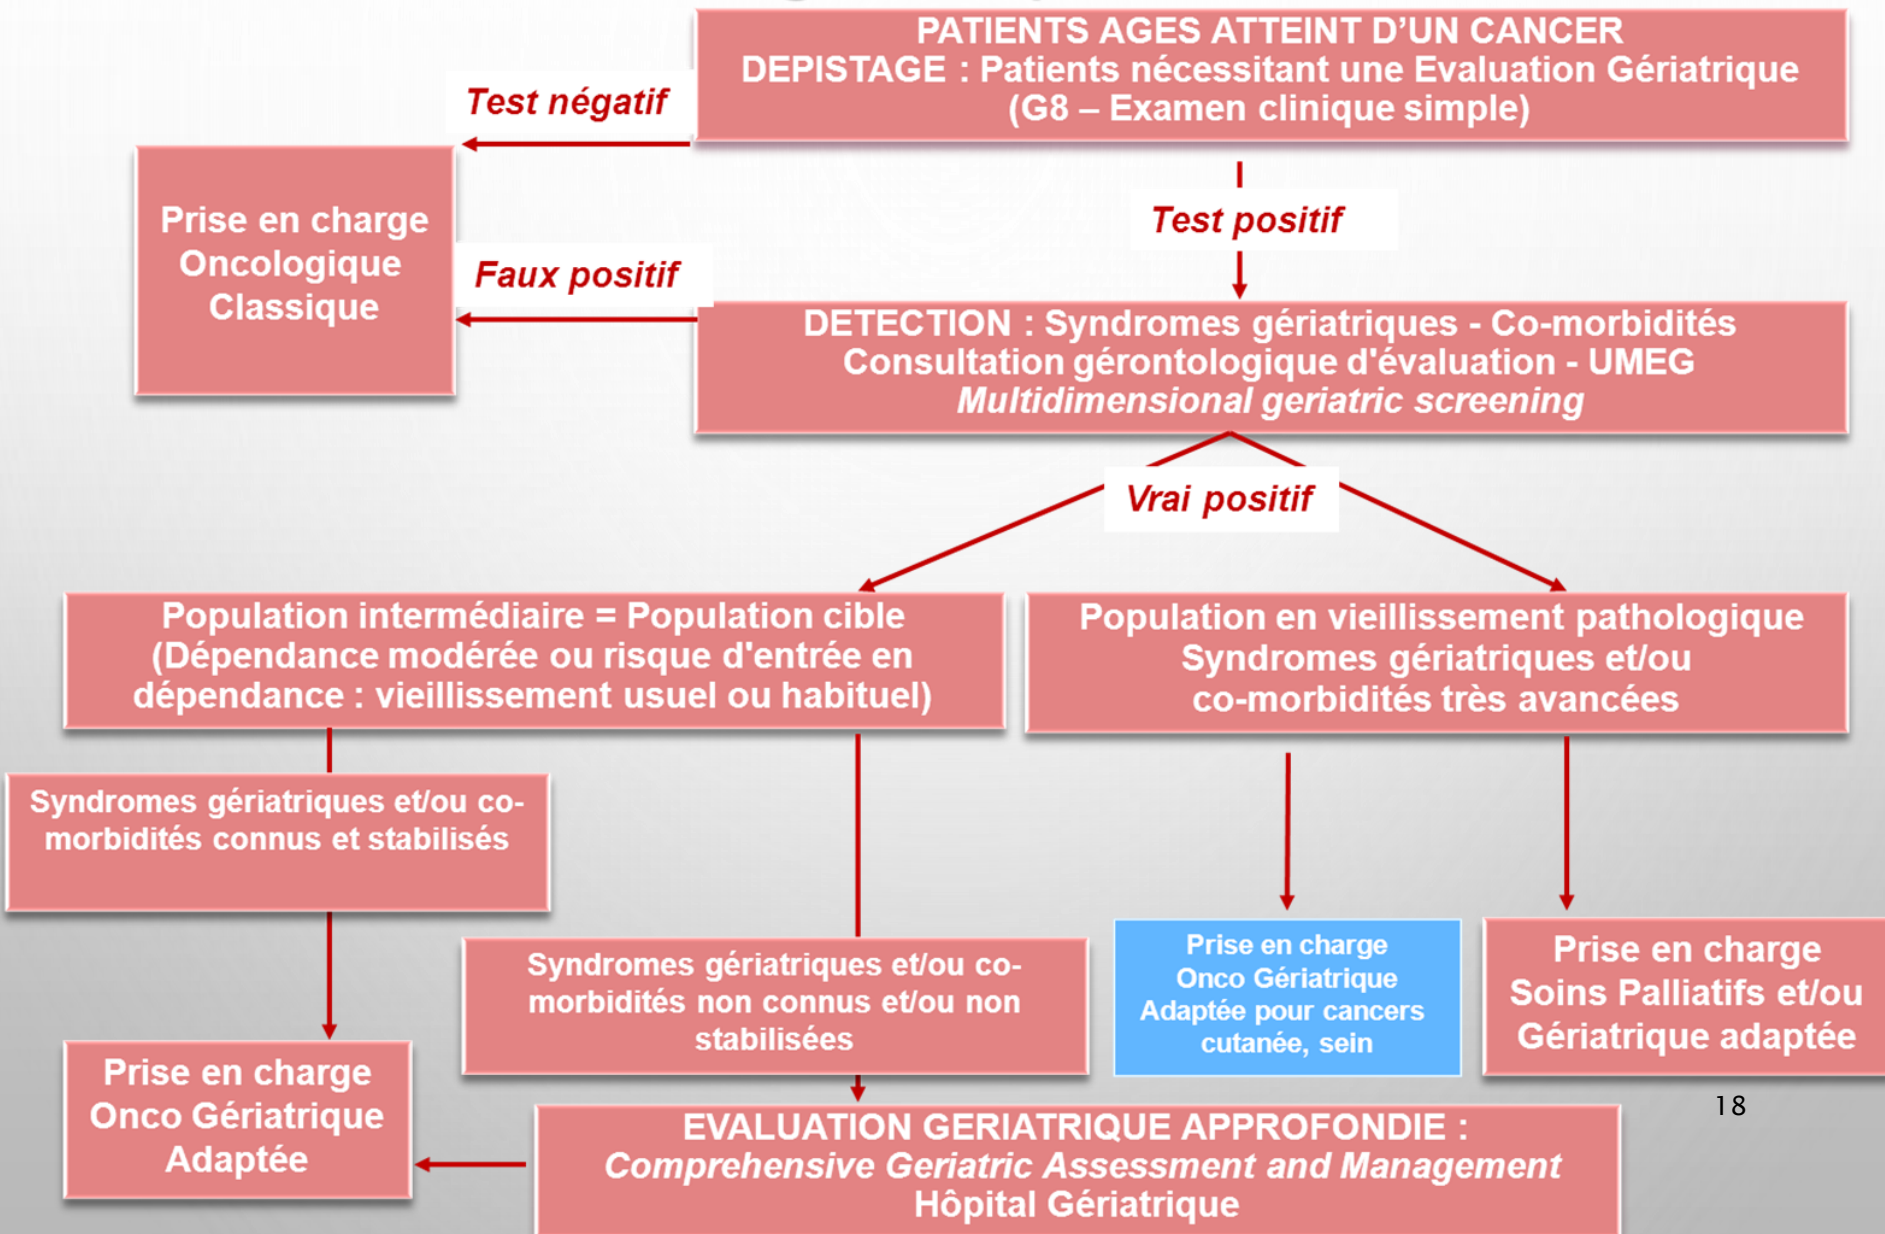 PATIENTS AGES ATTEINT D'UN CANCER
DEPISTAGE : Patients nécessitant une Evaluation Gériatrique
(G8 – Examen clinique simple)
Test négatif
Test positif
Prise en charge
Oncologique
Classique
Faux positif
DETECTION : Syndromes gériatriques - Co-morbidités
Consultation gérontologique d'évaluation - UMEG
Multidimensional geriatric screening
Vrai positif
Population intermédiaire = Population cible
(Dépendance modérée ou risque d'entrée en
dépendance : vieillissement usuel ou habituel)
Population en vieillissement pathologique
Syndromes gériatriques et/ou
co-morbidités très avancées
Syndromes gériatriques et/ou co-
morbidités connus et stabilisés
Syndromes gériatriques et/ou co-
morbidités non connus et/ou non
stabilisées
Prise en charge
Onco Gériatrique
Adaptée pour cancers
cutanée, sein
Prise en charge
Soins Palliatifs et/ou
Gériatrique adaptée
Prise en charge
Onco Gériatrique
Adaptée
EVALUATION GERIATRIQUE APPROFONDIE :
Comprehensive Geriatric Assessment and Management
Hôpital Gériatrique
18